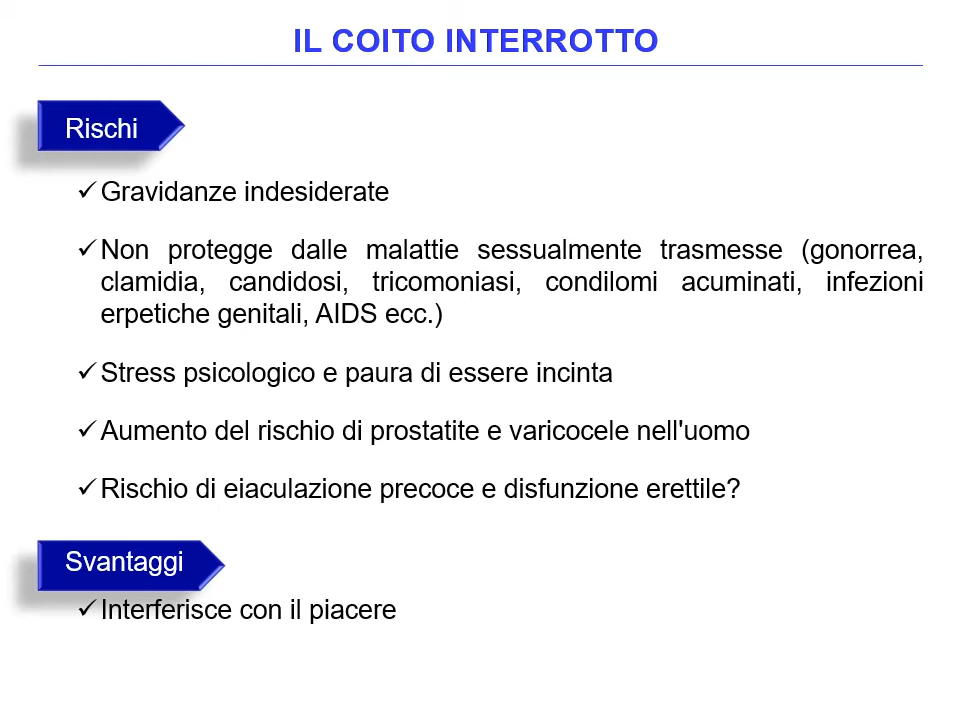 IL COITO INTERROTTO
Rischi
✓Gravidanze indesiderate
✓Non protegge dalle malattie sessualmente trasmesse (gonorrea,
clamidia, candidosi, tricomoniasi, condilomi acuminati, infezioni
erpetiche genitali, AIDS ecc.)
✓Stress psicologico e paura di essere incinta
✓Aumento del rischio di prostatite e varicocele nell'uomo
✓Rischio di eiaculazione precoce e disfunzione erettile?
Svantaggi
✓Interferisce con il piacere